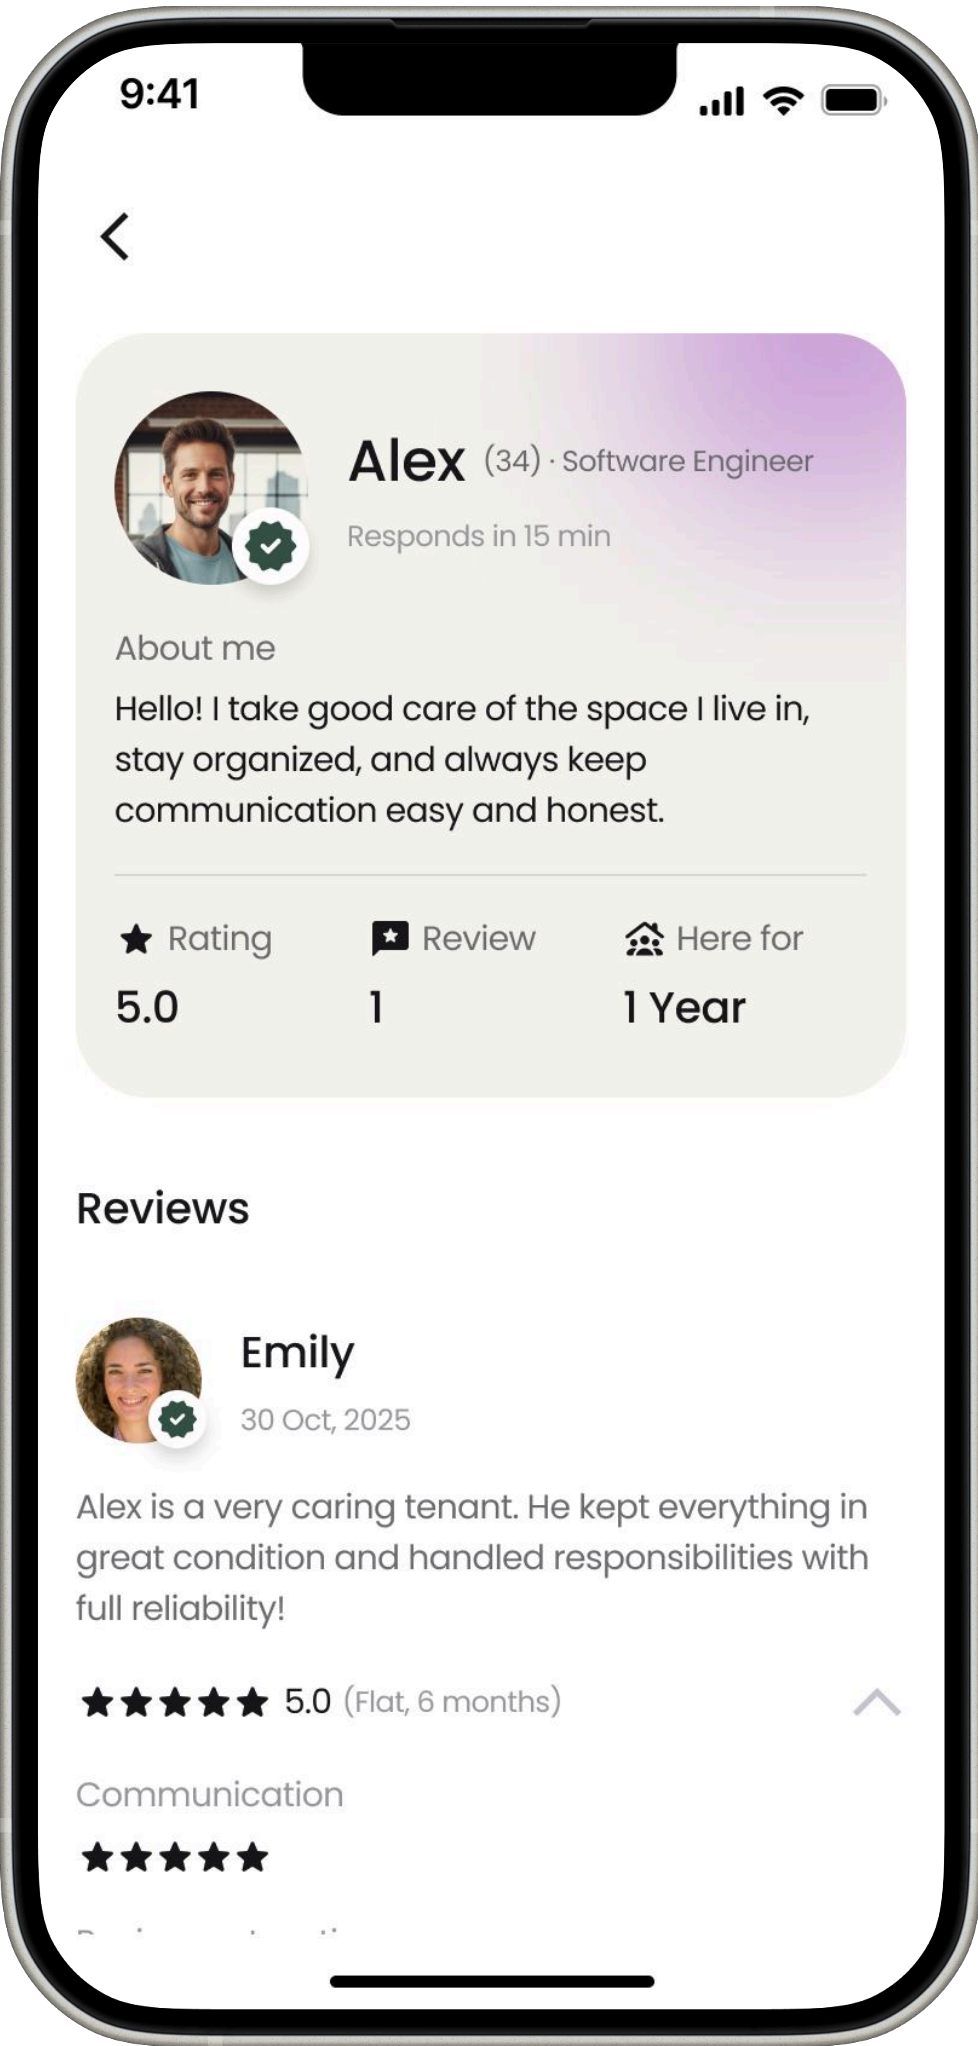 9:41
Alex (34) · Software Engineer
Responds in 15 min
About me
Hello! I take good care of the space I live in,
stay organized, and always keep
communication easy and honest.
Rating
Review
Here for
5.0
1
1 Year
Reviews
Emily
30 Oct, 2025
Alex is a very caring tenant. He kept everything in
great condition and handled responsibilities with
full reliability!
5.0 (Flat, 6 months)
Communication